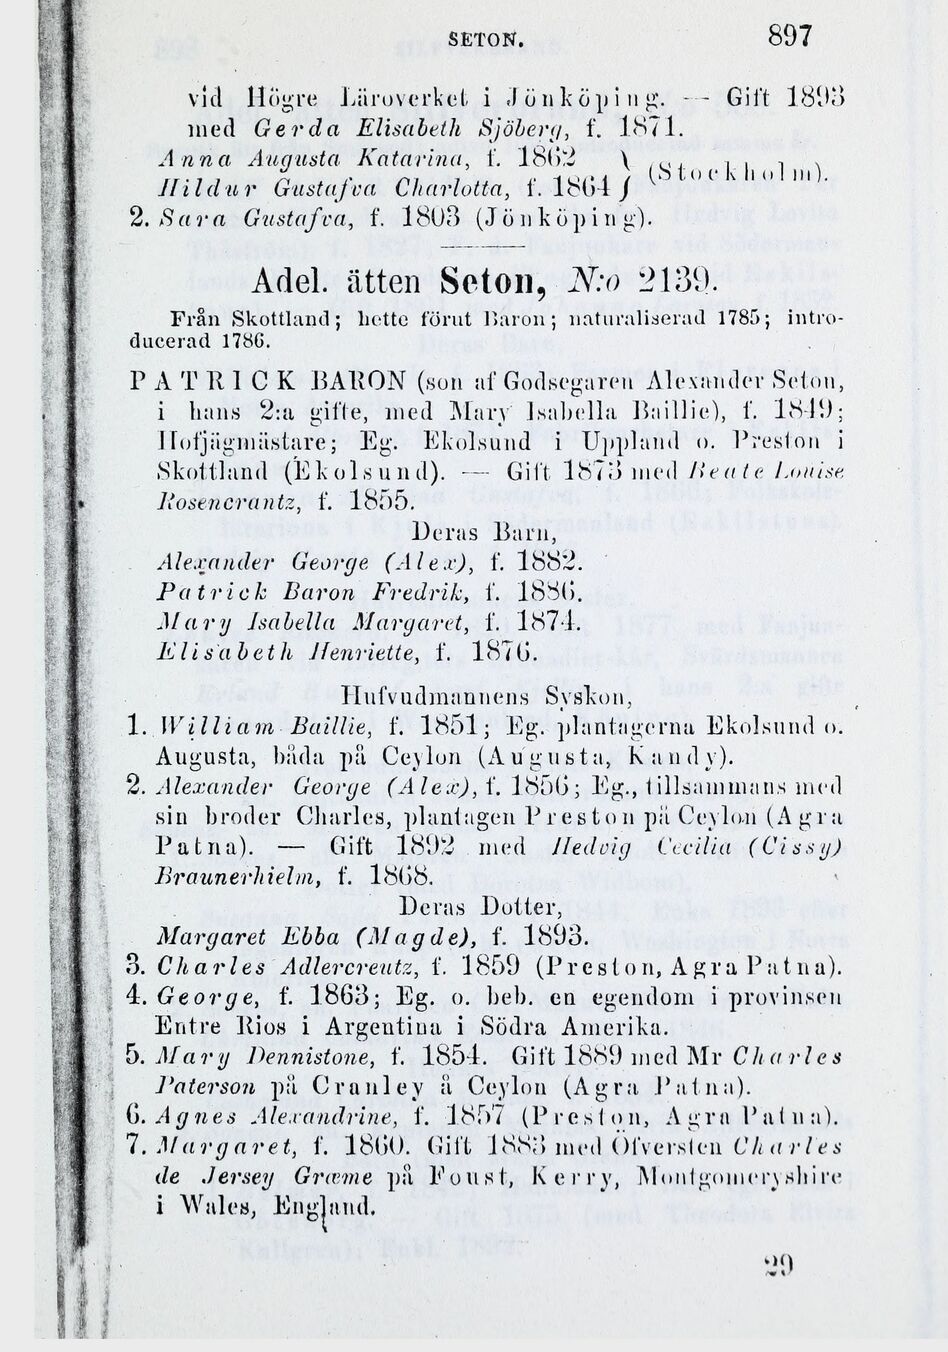 SETON.
897
vid Högre Läroverket i Jönköping. — Gift 1893
med Gerda Elisabeth Sjöberg, f. 1871.
Anna Augusta Katarina, f. 1862 \ (Stockholm).
Hildur Gustafva Charlotta, f. 1864 /
2. Sara Gustafva, f. 1803 (Jönköping).
Adel. ätten Seton, N:o 2139.
Från Skottland; hette förut Baron; naturaliserad 1785; intro-
ducerad 1786.
PATRICK BARON (son af Godsegaren Alexander Seton,
i hans 2:a gifte, med Mary Isabella Baillie), f. 1849;
Hofjägmästare; Eg. Ekolsund i Uppland o. Preston i
Skottland (Ekolsund). — Gift 1873 med Beate Louise
Rosencrantz, f. 1855.
Deras Barn,
Alexander George (Alex), f. 1882.
Patrick Baron Fredrik, f. 1886.
Mary Isabella Margaret, f. 1874.
Elisabeth Henriette, f. 1876.
Hufvudmannens Syskon,
1. William Baillie, f. 1851; Eg. plantagerna Ekolsund o.
Augusta, båda på Ceylon (Augusta, Kandy).
2. Alexander George (Alex), f. 1856; Eg., tillsammans med
sin broder Charles, plantagen Preston på Ceylon (Agra
Patna). — Gift 1892 med Hedvig Cecilia (Cissy)
Braunerhielm, f. 1868.
Deras Dotter,
Margaret Ebba (Magde), f. 1893.
3. Charles Adlercreutz, f. 1859 (Preston, Agra Patna).
4. George, f. 1863; Eg. o. beb. en egendom i provinsen
Entre Rios i Argentina i Södra Amerika.
5. Mary Dennistone, f. 1854. Gift 1889 med Mr Charles
Paterson på Cranley å Ceylon (Agra Patna).
6. Agnes Alexandrine, f. 1857 (Preston, Agra Patna).
7. Margaret, f. 1860. Gift 1883 med Öfversten Charles
de Jersey Græme på Foust, Kerry, Montgomeryshire
i Wales, England.
29